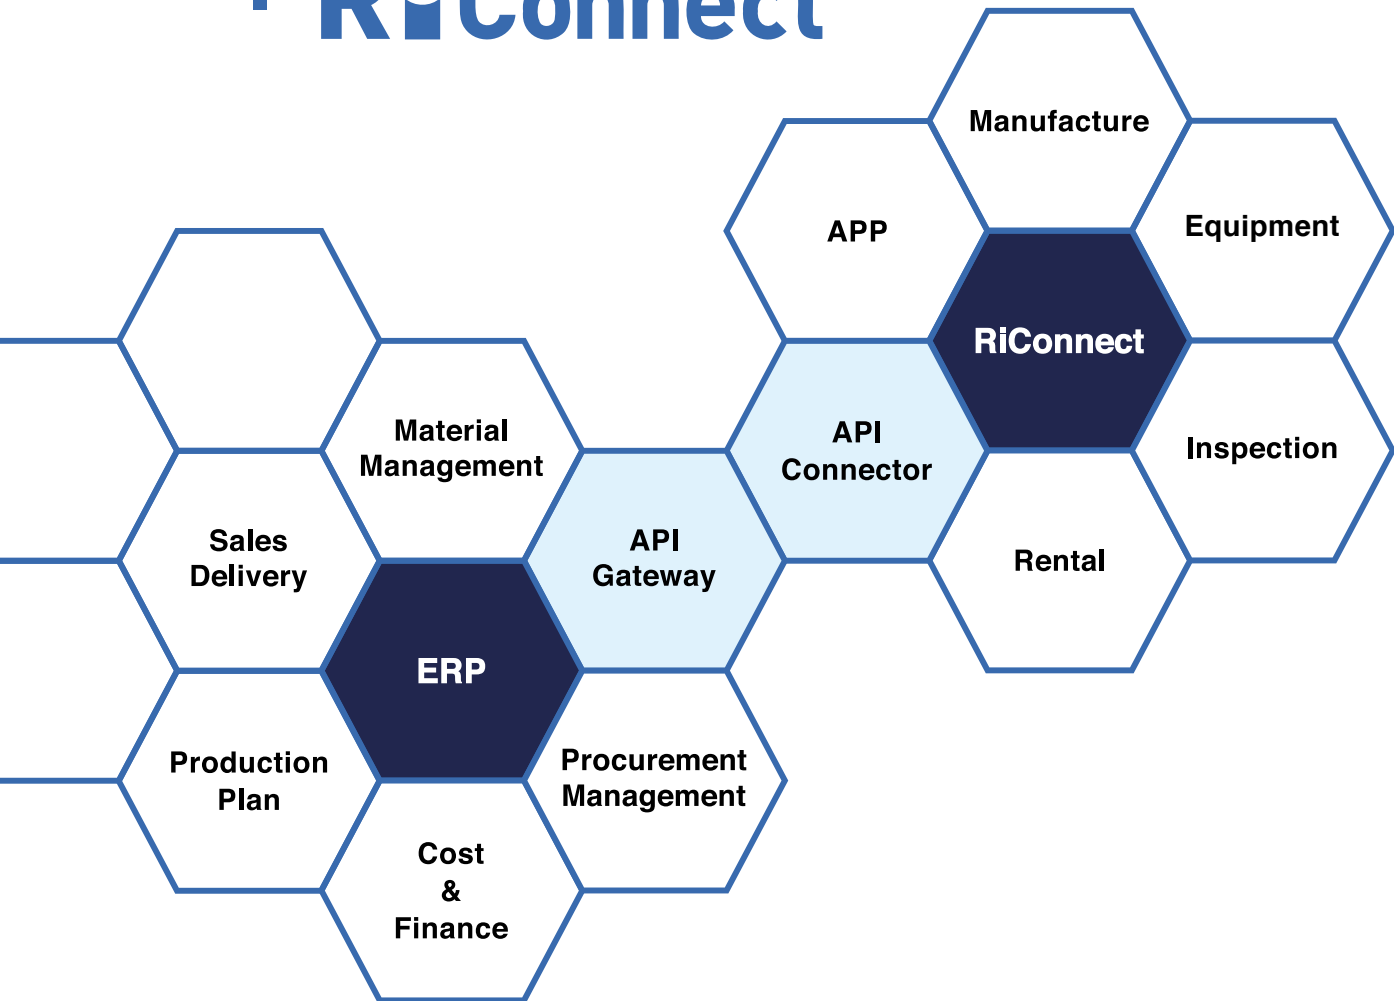 RiConnect
Manufacture
APP
Equipment
RiConnect
API
Connector
Inspection
Rental
Material
Management
Sales
Delivery
API
Gateway
ERP
Production
Plan
Procurement
Management
Cost
&
Finance